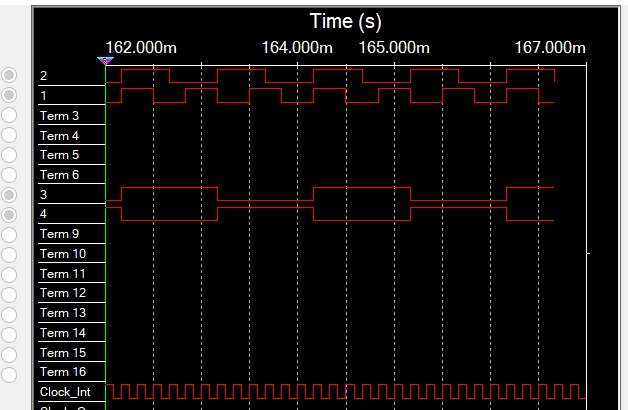 Time (s)
162.000m 164.000m 165.000m 167.000m
2
1
Term 3
Term 4
Term 5
Term 6
3
4
Term 9
Term 10
Term 11
Term 12
Term 13
Term 14
Term 15
Term 16
Clock_Int